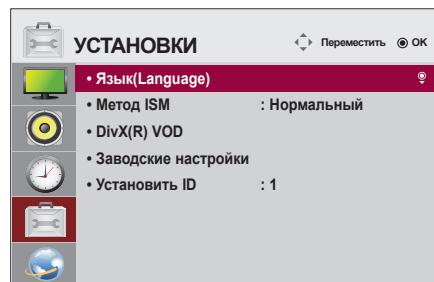 УСТАНОВКИ
Переместить OK
• Язык(Language)
• Метод ISM : Нормальный
• DivX(R) VOD
• Заводские настройки
• Установить ID : 1